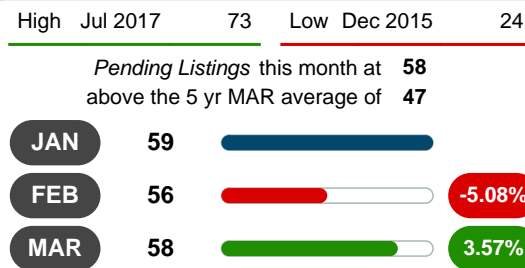 High Jul 2017 73 Low Dec 2015 24
Pending Listings this month at 58
above the 5 yr MAR average of 47
JAN 59
FEB 56 -5.08%
MAR 58 3.57%